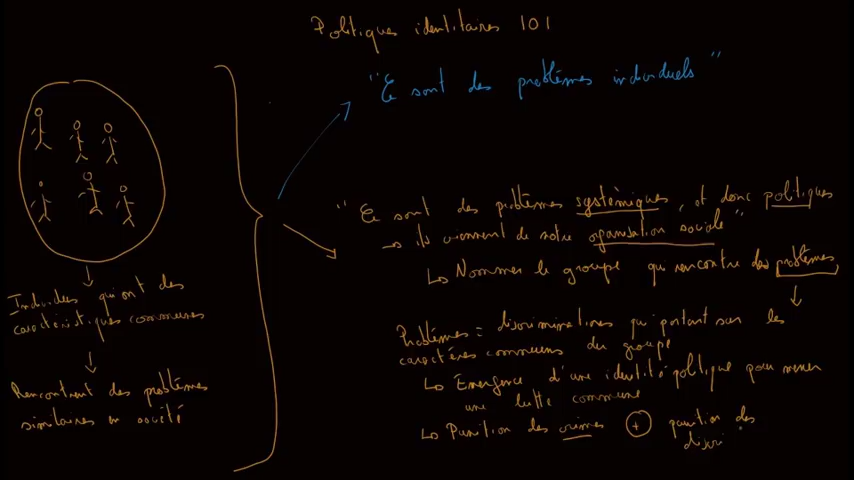 Politiques identitaires 101
"Ce sont des problèmes individuels"
Individus qui ont des
caractéristiques communes
Rencontrent des problèmes
similaires en société
"Ce sont des problèmes systèmiques, et donc politiques
→ ils viennent de notre organisation sociale"
↳ Nommer le groupe qui rencontre des problèmes
Problèmes = discriminations qui portent sur les
caractères communs du groupe
↳ Emergence d'une identité politique pour mener
une lutte commune
↳ Punition des crimes + punition des
discri